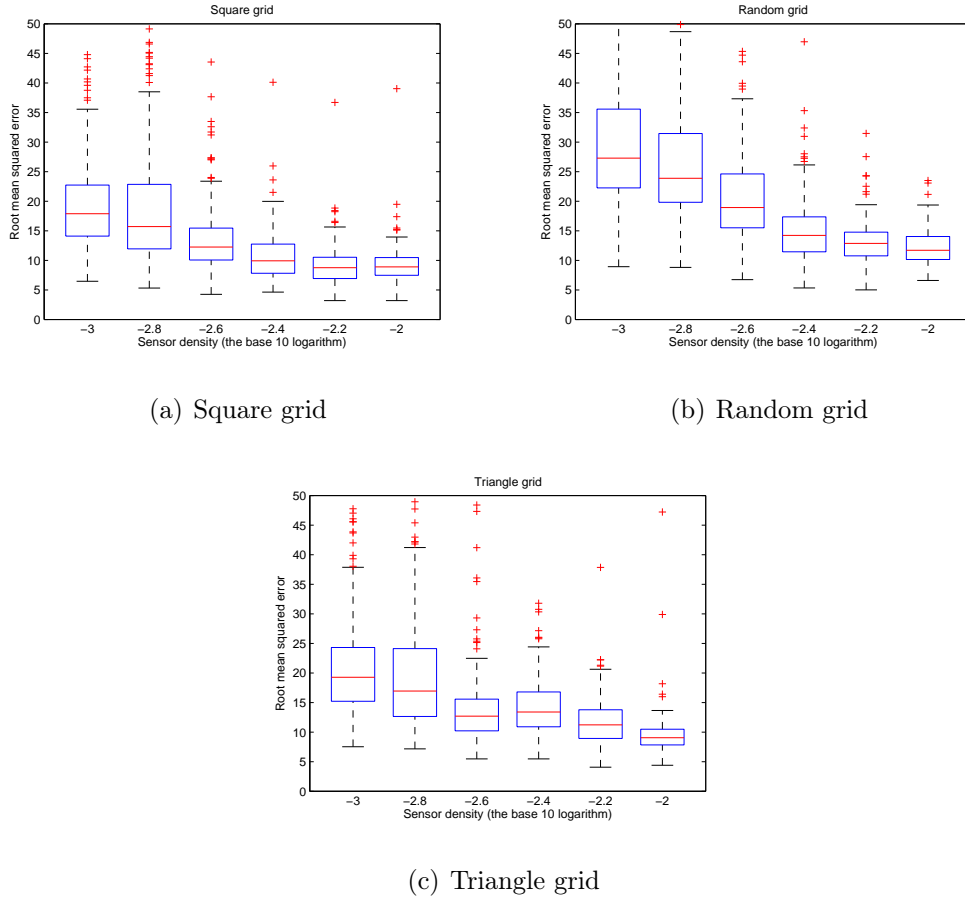 Square grid
50
45
40
35
30
25
20
15
10
5
0
Root mean squared error
−3 −2.8 −2.6 −2.4 −2.2 −2
Sensor density (the base 10 logarithm)
(a) Square grid
Random grid
50
45
40
35
30
25
20
15
10
5
0
Root mean squared error
−3 −2.8 −2.6 −2.4 −2.2 −2
Sensor density (the base 10 logarithm)
(b) Random grid
Triangle grid
50
45
40
35
30
25
20
15
10
5
0
Root mean squared error
−3 −2.8 −2.6 −2.4 −2.2 −2
Sensor density (the base 10 logarithm)
(c) Triangle grid